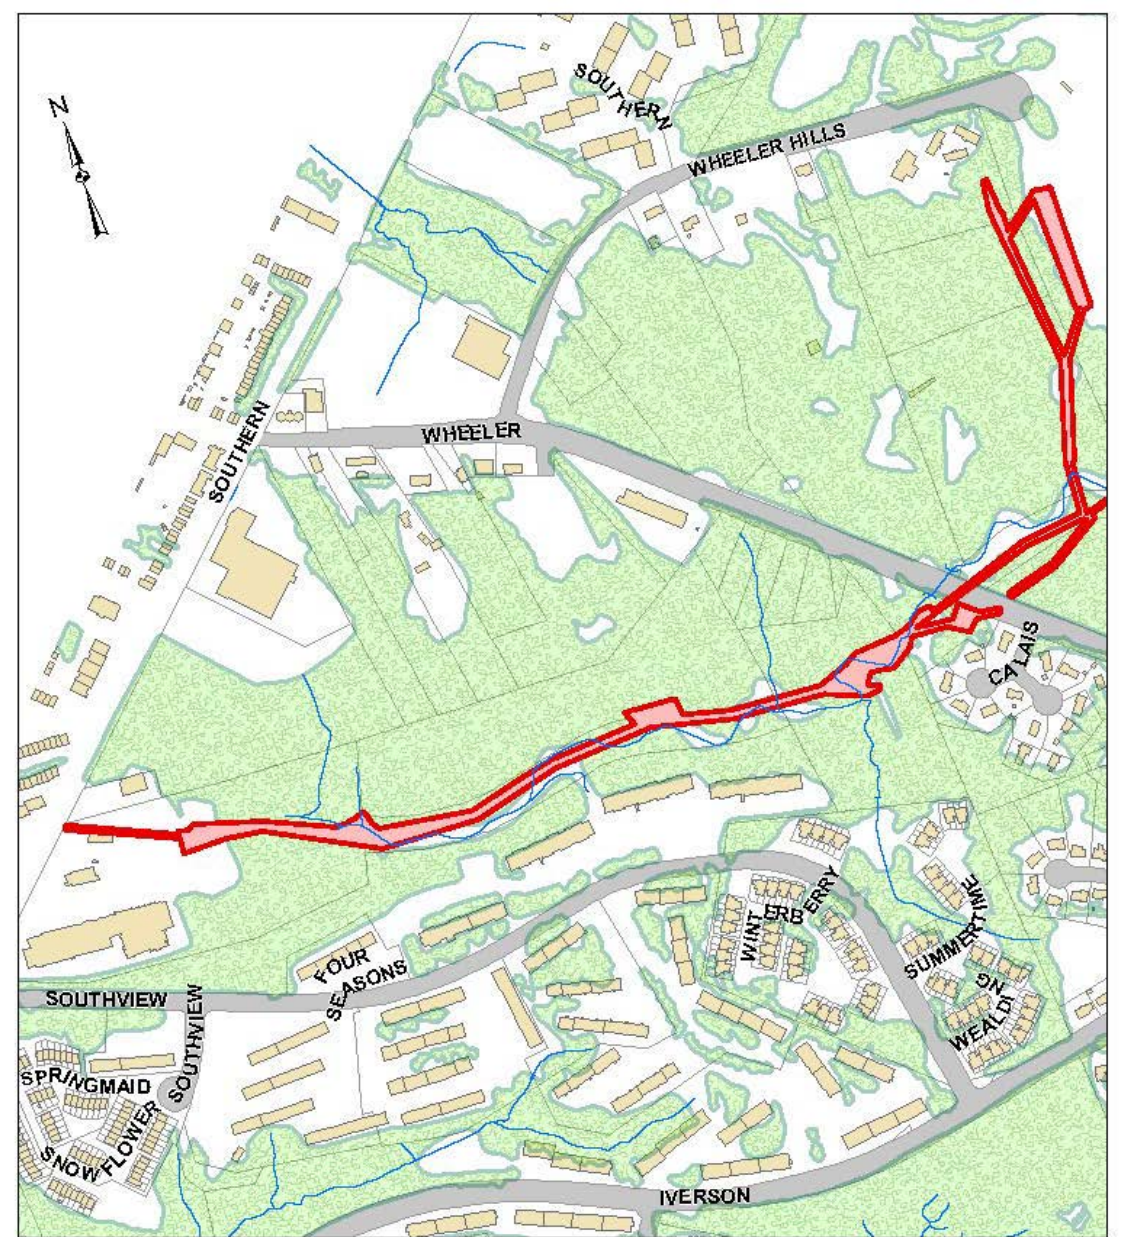 N
SOUTHERN
WHEELER HILLS
SOUTHERN
WHEELER
CALAIS
WINTERBERRY
SUMMERTIME
FOUR
SEASONS
WEALDING
SOUTHVIEW
SOUTHVIEW
SPRINGMAID
SNOWFLOWER
IVERSON